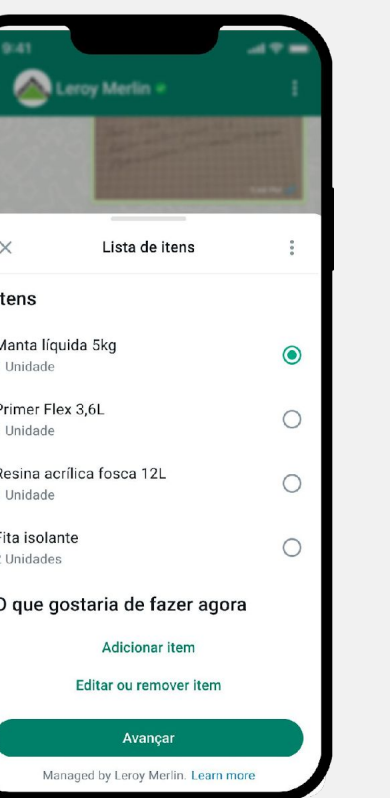 9:41
Leroy Merlin
Lista de itens
Itens
Manta líquida 5kg
Unidade
Primer Flex 3,6L
Unidade
Resina acrílica fosca 12L
Unidade
Fita isolante
2 Unidades
O que gostaria de fazer agora
Adicionar item
Editar ou remover item
Avançar
Managed by Leroy Merlin. Learn more